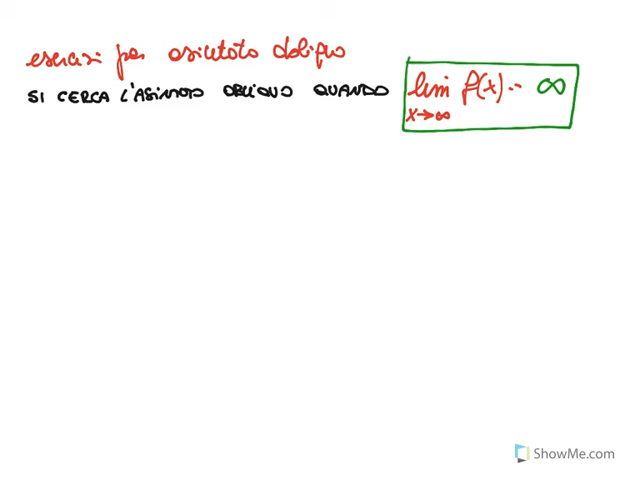 esercizi per asintoto obliquo
SI CERCA L'ASINTOTO OBLIQUO QUANDO
lim f(x) = ∞
x→∞
ShowMe.com